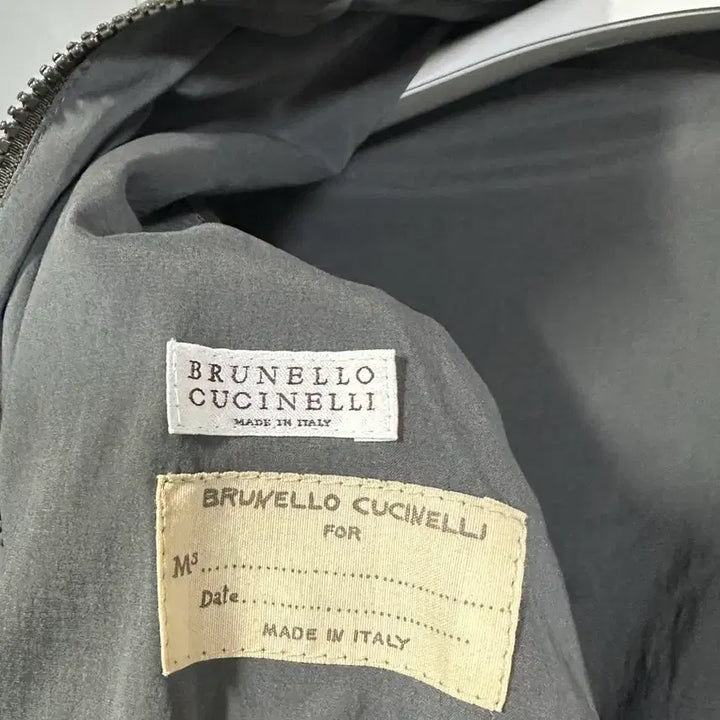 BRUNELLO
CUCINELLI
MADE IN ITALY
BRUNELLO CUCINELLI
FOR
Ms..............................
Date..............................
MADE IN ITALY